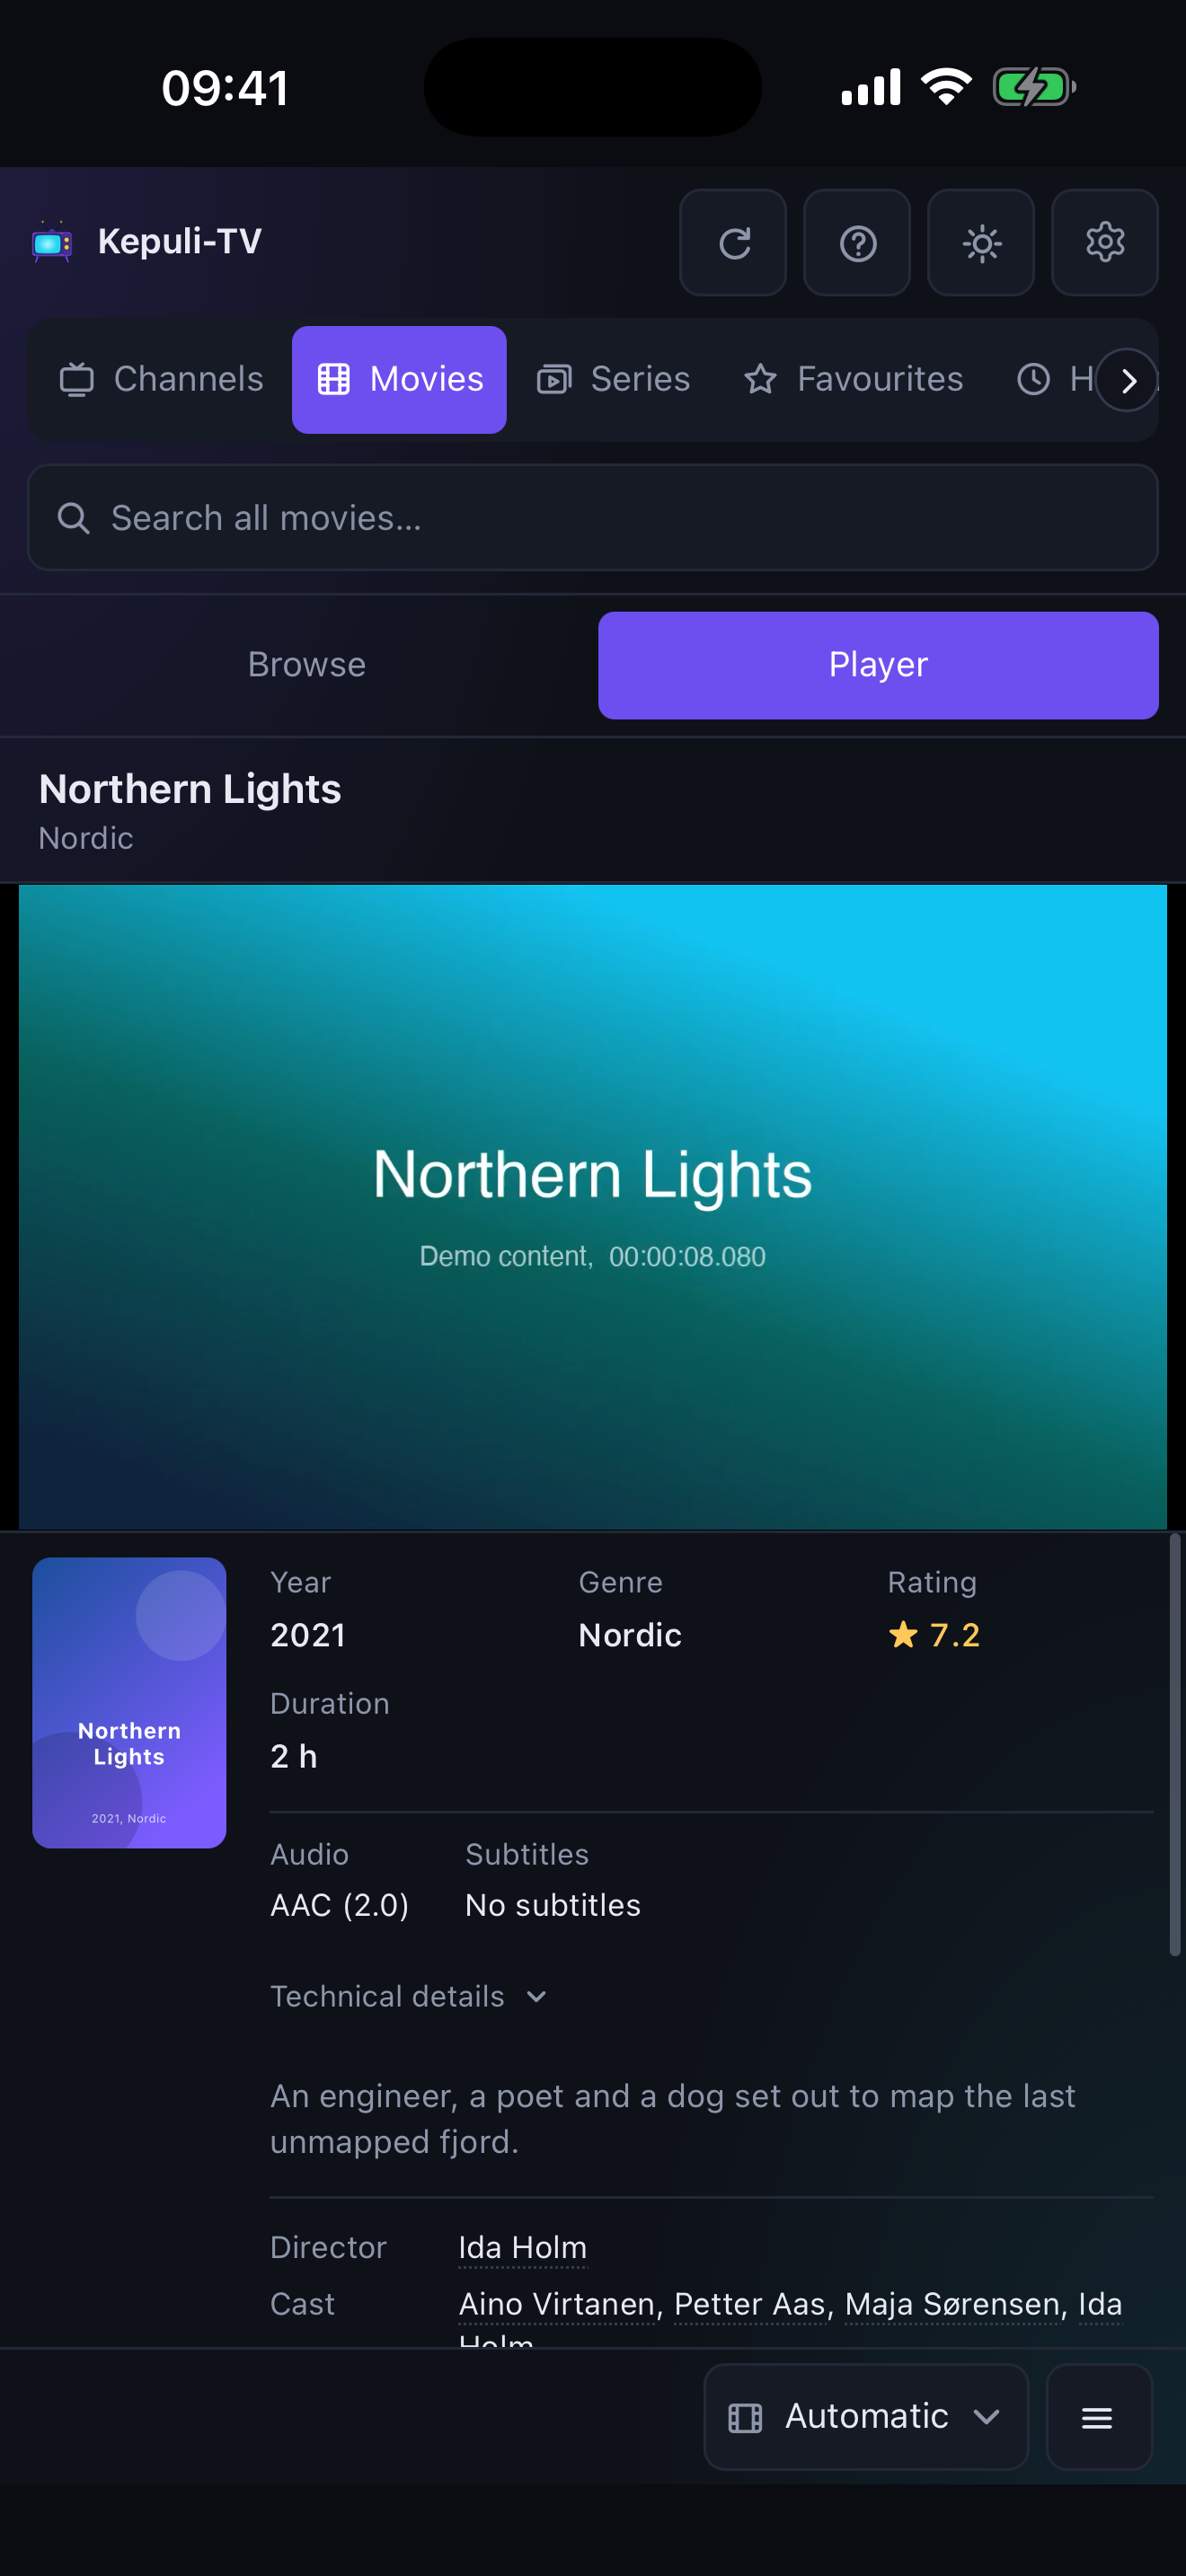 09:41
Kepuli-TV
Channels
Movies
Series
Favourites
H
Search all movies...
Browse
Player
Northern Lights
Nordic
Northern Lights
Demo content, 00:00:08.080
Northern
Lights
2021, Nordic
Year
Genre
Rating
2021
Nordic
7.2
Duration
2 h
Audio
Subtitles
AAC (2.0)
No subtitles
Technical details
An engineer, a poet and a dog set out to map the last
unmapped fjord.
Director
Ida Holm
Cast
Aino Virtanen, Petter Aas, Maja Sørensen, Ida
Holm
Automatic